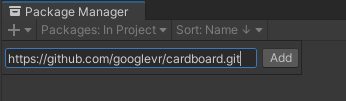 Package Manager
Packages: In Project Sort: Name ↓
https://github.com/googlevr/cardboard.git Add